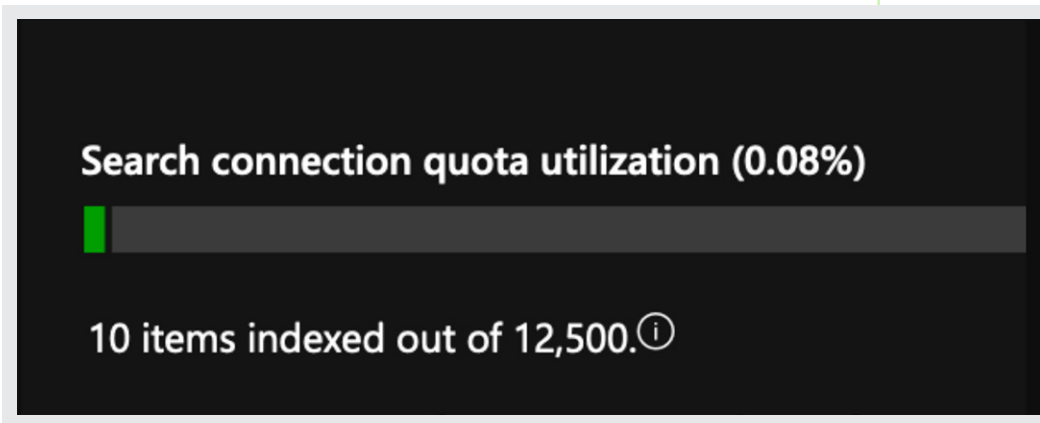 Search connection quota utilization (0.08%)
10 items indexed out of 12,500.